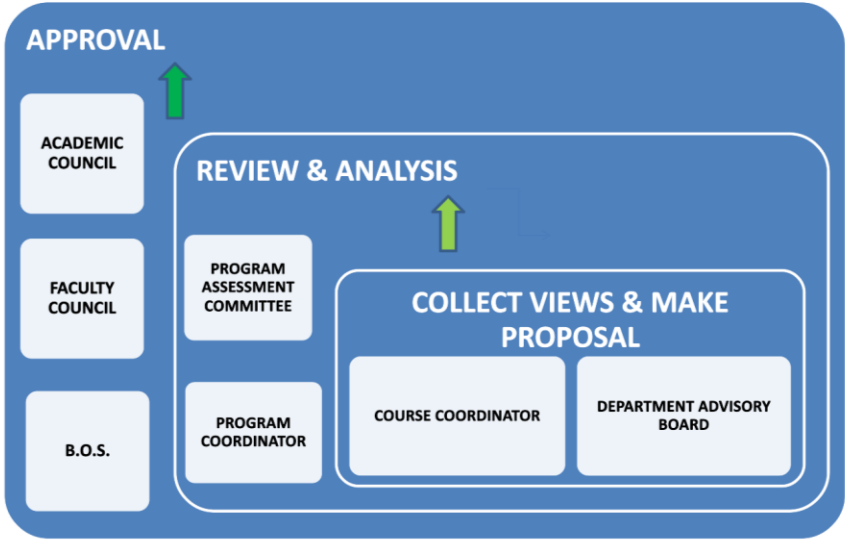 APPROVAL
ACADEMIC
COUNCIL
FACULTY
COUNCIL
B.O.S.
REVIEW & ANALYSIS
PROGRAM
ASSESSMENT
COMMITTEE
PROGRAM
COORDINATOR
COLLECT VIEWS & MAKE
PROPOSAL
COURSE COORDINATOR
DEPARTMENT ADVISORY
BOARD